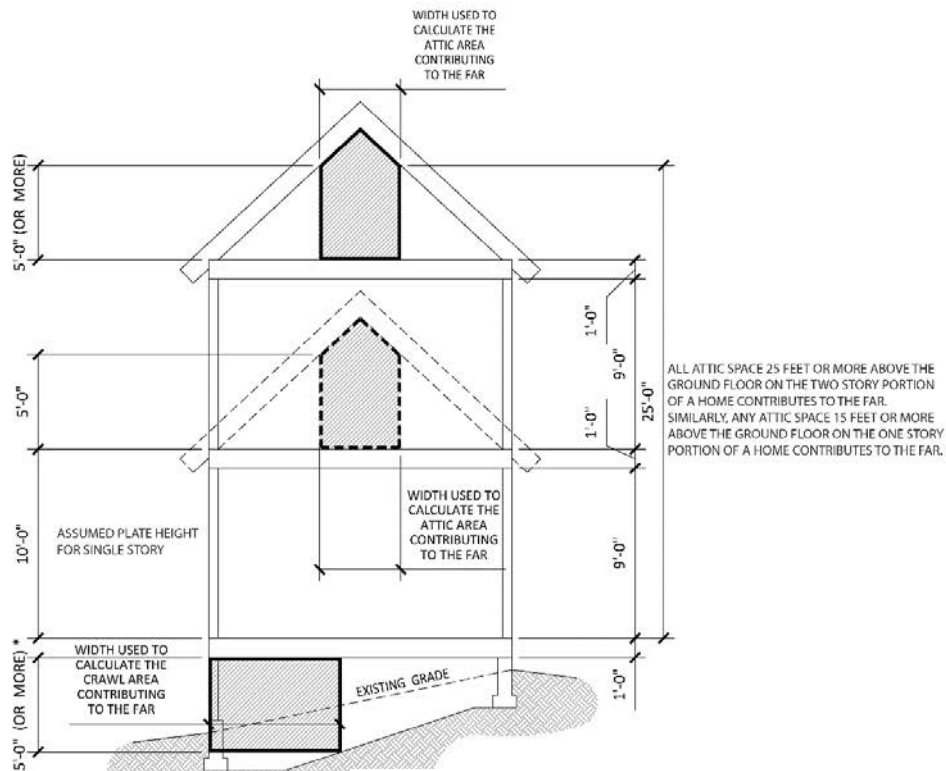 WIDTH USED TO
CALCULATE THE
ATTIC AREA
CONTRIBUTING
TO THE FAR
5'-0" (OR MORE)
1'-0"
9'-0"
1'-0"
25'-0"
5'-0"
ALL ATTIC SPACE 25 FEET OR MORE ABOVE THE
GROUND FLOOR ON THE TWO STORY PORTION
OF A HOME CONTRIBUTES TO THE FAR.
SIMILARLY, ANY ATTIC SPACE 15 FEET OR MORE
ABOVE THE GROUND FLOOR ON THE ONE STORY
PORTION OF A HOME CONTRIBUTES TO THE FAR.
WIDTH USED TO
CALCULATE THE
ATTIC AREA
CONTRIBUTING
TO THE FAR
10'-0"
ASSUMED PLATE HEIGHT
FOR SINGLE STORY
9'-0"
5'-0" (OR MORE) *
WIDTH USED TO
CALCULATE THE
CRAWL AREA
CONTRIBUTING
TO THE FAR
EXISTING GRADE
1'-0"